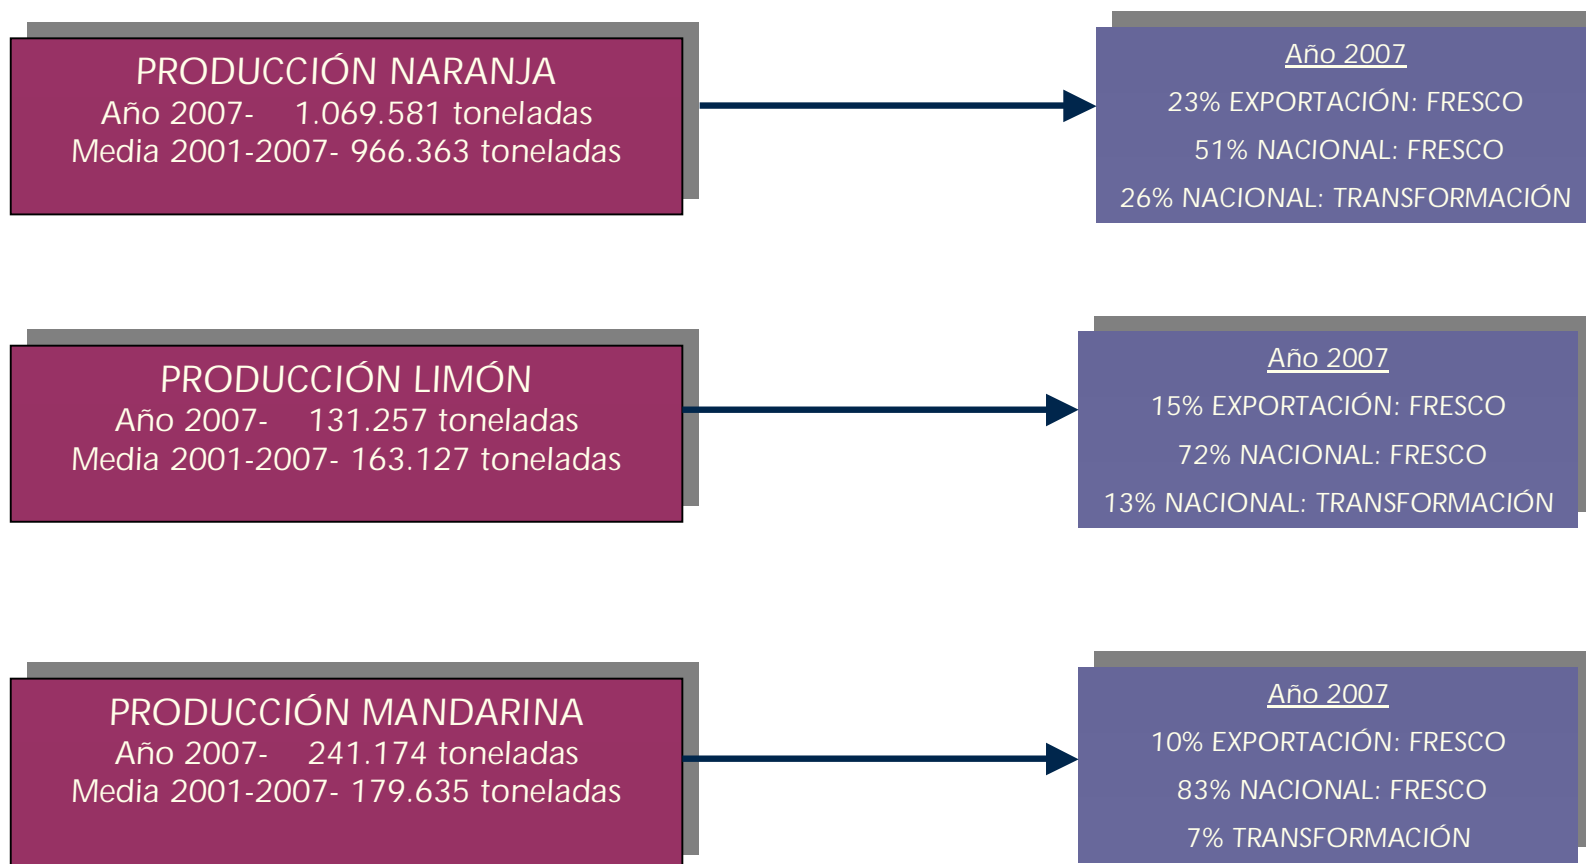 PRODUCCIÓN NARANJA
Año 2007- 1.069.581 toneladas
Media 2001-2007- 966.363 toneladas
Año 2007
23% EXPORTACIÓN: FRESCO
51% NACIONAL: FRESCO
26% NACIONAL: TRANSFORMACIÓN
PRODUCCIÓN LIMÓN
Año 2007- 131.257 toneladas
Media 2001-2007- 163.127 toneladas
Año 2007
15% EXPORTACIÓN: FRESCO
72% NACIONAL: FRESCO
13% NACIONAL: TRANSFORMACIÓN
PRODUCCIÓN MANDARINA
Año 2007- 241.174 toneladas
Media 2001-2007- 179.635 toneladas
Año 2007
10% EXPORTACIÓN: FRESCO
83% NACIONAL: FRESCO
7% TRANSFORMACIÓN